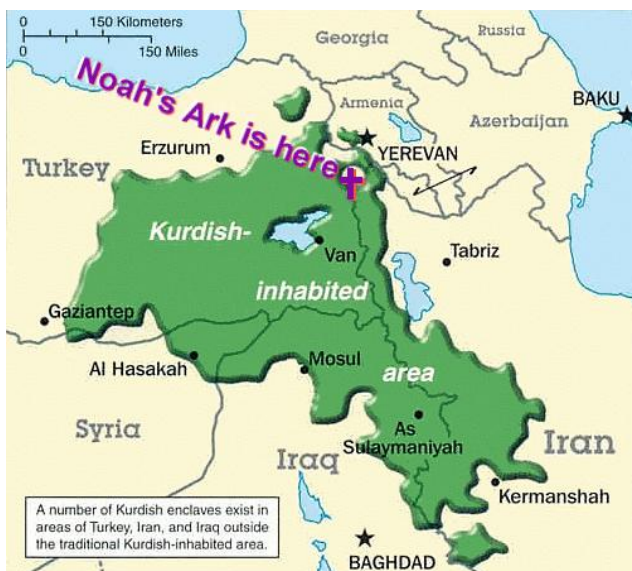 0 150 Kilometers
0 150 Miles
Georgia
Russia
Noah's Ark is here
Armenia
BAKU
Azerbaijan
Erzurum
YEREVAN
Turkey
Kurdish-
Van
Tabriz
inhabited
Gaziantep
Al Hasakah
Mosul
area
As
Sulaymaniyah
Syria
Iraq
Iran
Kermanshah
A number of Kurdish enclaves exist in
areas of Turkey, Iran, and Iraq outside
the traditional Kurdish-inhabited area.
BAGHDAD